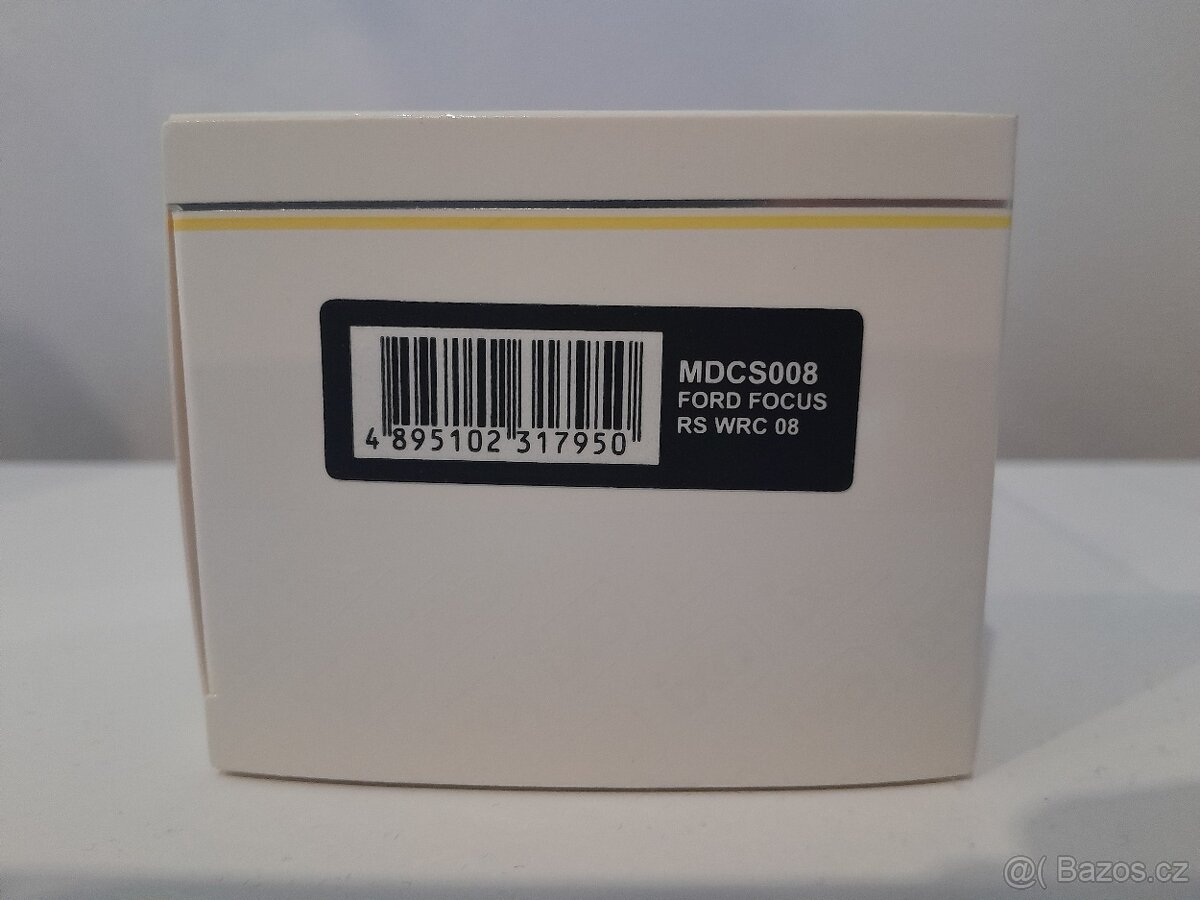 MDCS008
FORD FOCUS
RS WRC 08
4 895102 317950
@( Bazos.cz